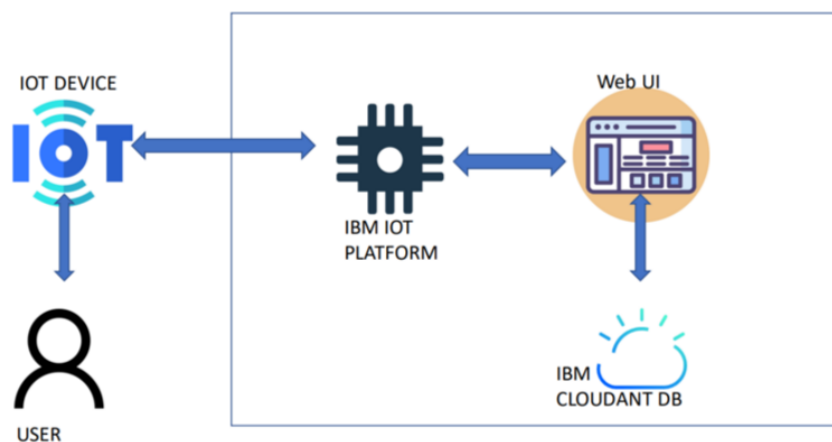 IOT DEVICE
IOT
USER
IBM IOT
PLATFORM
Web UI
IBM
CLOUDANT DB